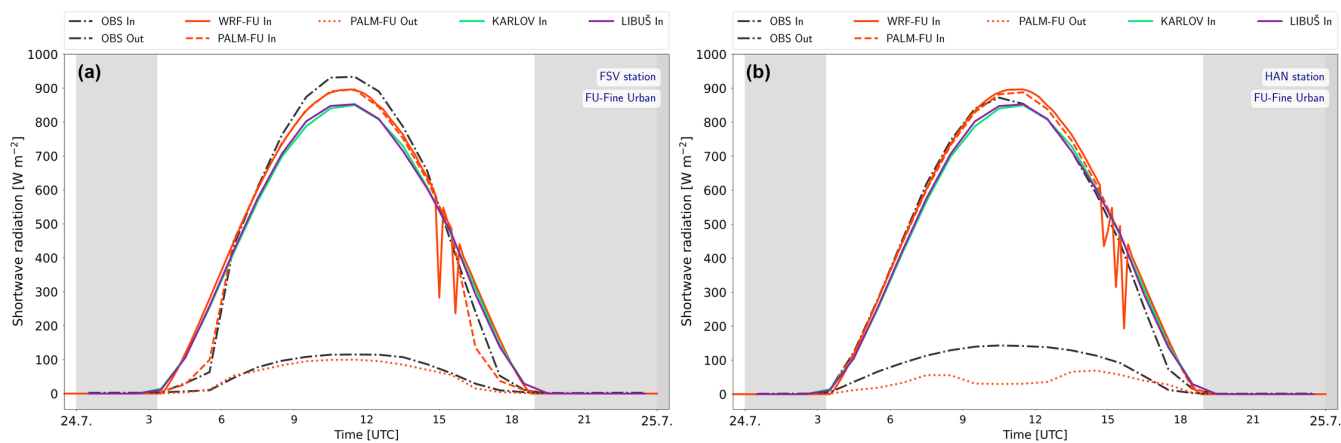 OBS In
WRF-FU In
PALM-FU Out
KARLOV In
LIBUŠ In
OBS Out
PALM-FU In
(a)
FSV station
FU-Fine Urban
Shortwave radiation [W m−2]
1000
900
800
700
600
500
400
300
200
100
0
24.7. 3 6 9 12 15 18 21 25.7.
Time [UTC]
OBS In
WRF-FU In
PALM-FU Out
KARLOV In
LIBUŠ In
OBS Out
PALM-FU In
(b)
HAN station
FU-Fine Urban
Shortwave radiation [W m−2]
1000
900
800
700
600
500
400
300
200
100
0
24.7. 3 6 9 12 15 18 21 25.7.
Time [UTC]